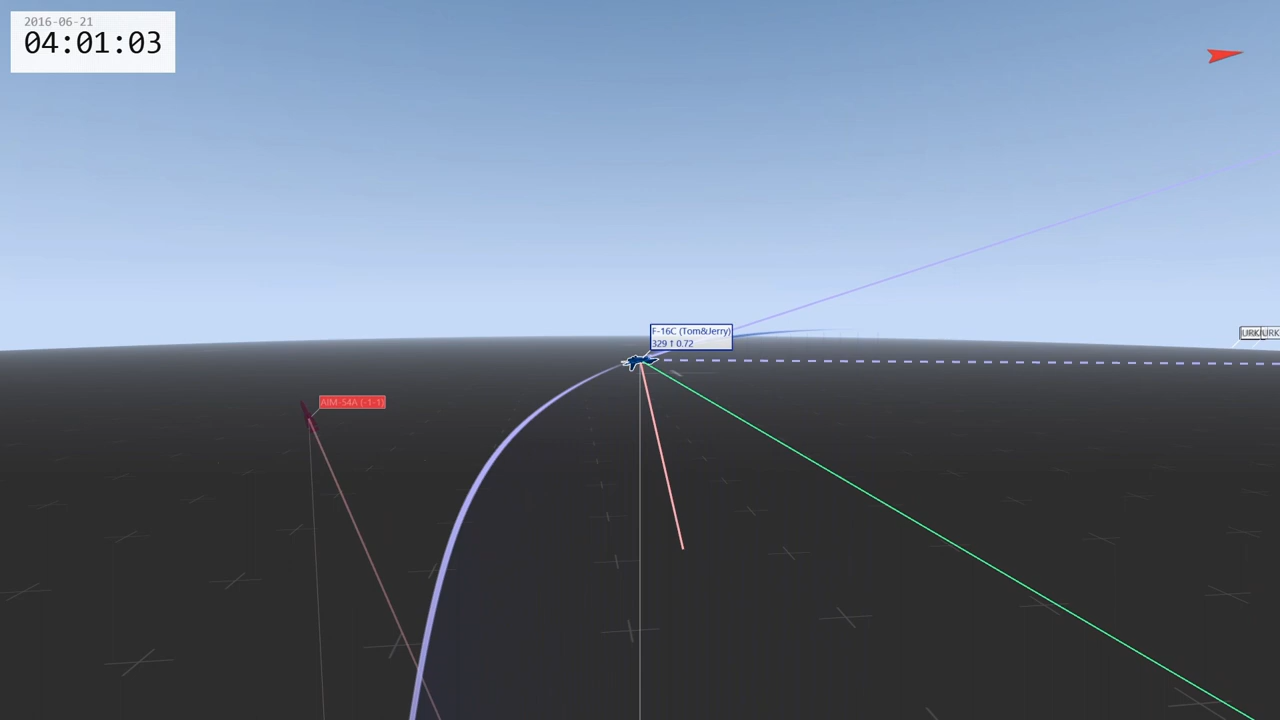 2016-06-21
04:01:03
F-16C (Tom&Jerry)
329 ↑ 0.72
AIM-54A (-1-1)